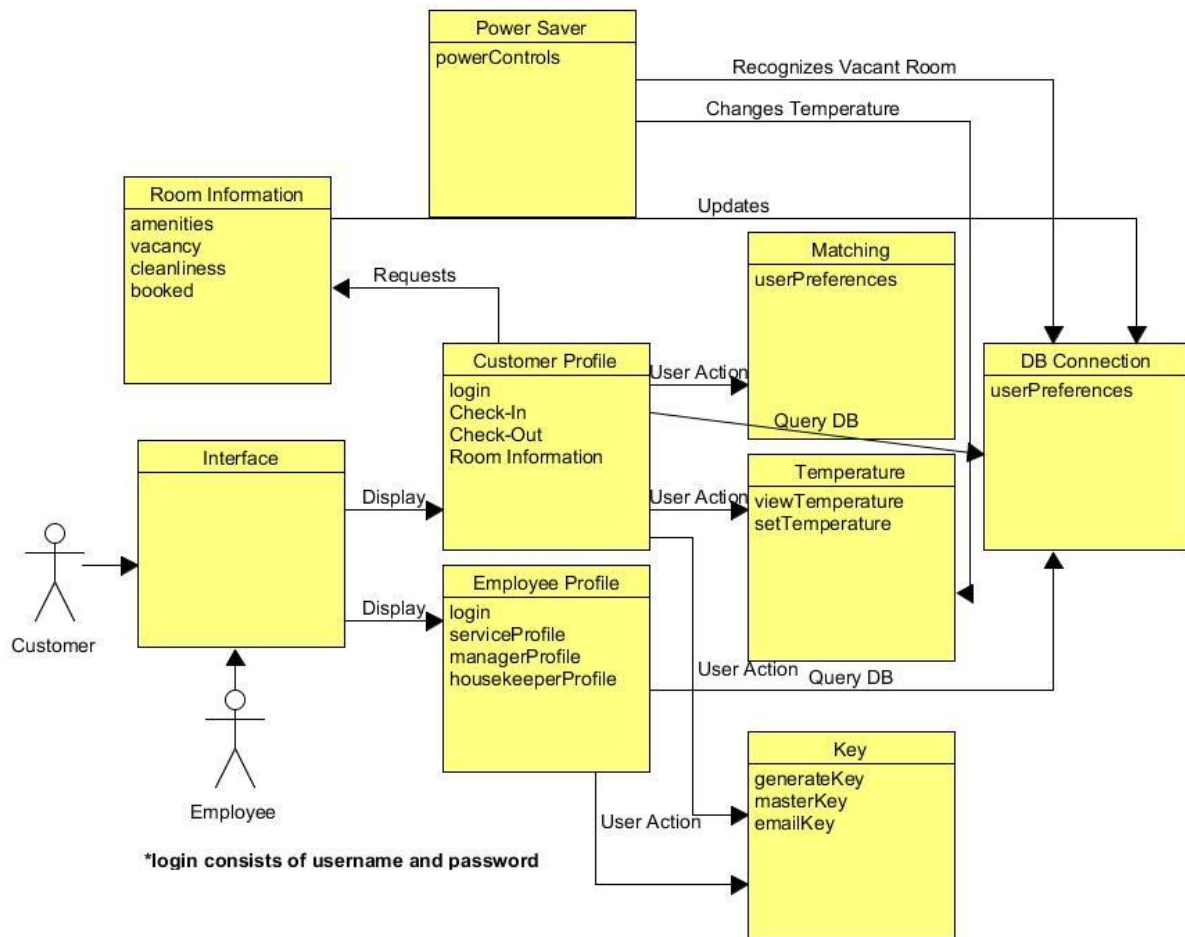 Power Saver
powerControls
Recognizes Vacant Room
Changes Temperature
Room Information
amenities
vacancy
cleanliness
booked
Updates
Requests
Matching
userPreferences
Customer Profile
login
Check-In
Check-Out
Room Information
User Action
Query DB
DB Connection
userPreferences
Interface
Display
User Action
Temperature
viewTemperature
setTemperature
Customer
Employee Profile
login
serviceProfile
managerProfile
housekeeperProfile
Display
User Action
Query DB
Employee
Key
generateKey
masterKey
emailKey
User Action
*login consists of username and password